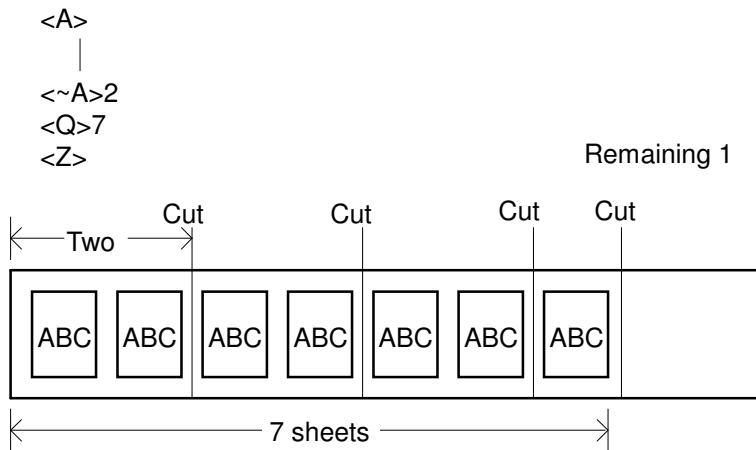 <A>
<~A>2
<Q>7
<Z>
Remaining 1
Cut Cut Cut Cut
Two
ABC ABC ABC ABC ABC ABC ABC
7 sheets